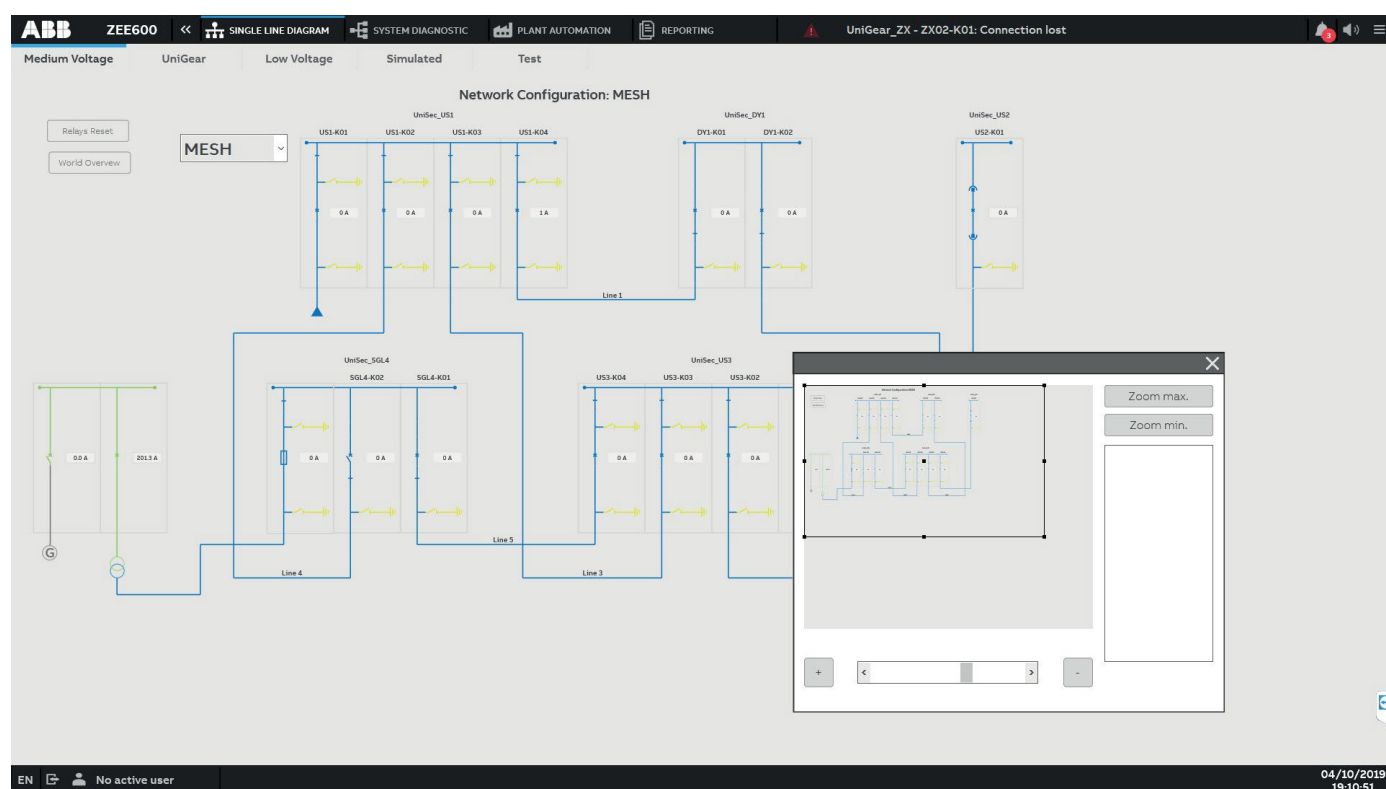 ABB ZEE600 « SINGLE LINE DIAGRAM SYSTEM DIAGNOSTIC PLANT AUTOMATION REPORTING UniGear_ZX - ZX02-K01: Connection lost 3
Medium Voltage UniGear Low Voltage Simulated Test
Network Configuration: MESH
UniSec_US1 UniSec_DY1 UniSec_US2
Relays Reset
US1-K01 US1-K02 US1-K03 US1-K04 DY1-K01 DY1-K02 US2-K01
MESH
World Overvew
0 A 0 A 0 A 1 A 0 A 0 A 0 A
Line 1
UniSec_SGL4 UniSec_US3
SGL4-K02 SGL4-K01 US3-K04 US3-K03 US3-K02
Zoom max.
Zoom min.
0.0 A 201.3 A 0 A 0 A 0 A 0 A 0 A 0 A
Line 5
G
Line 4 Line 3
+ < > -
EN No active user 04/10/2019
19:10:51